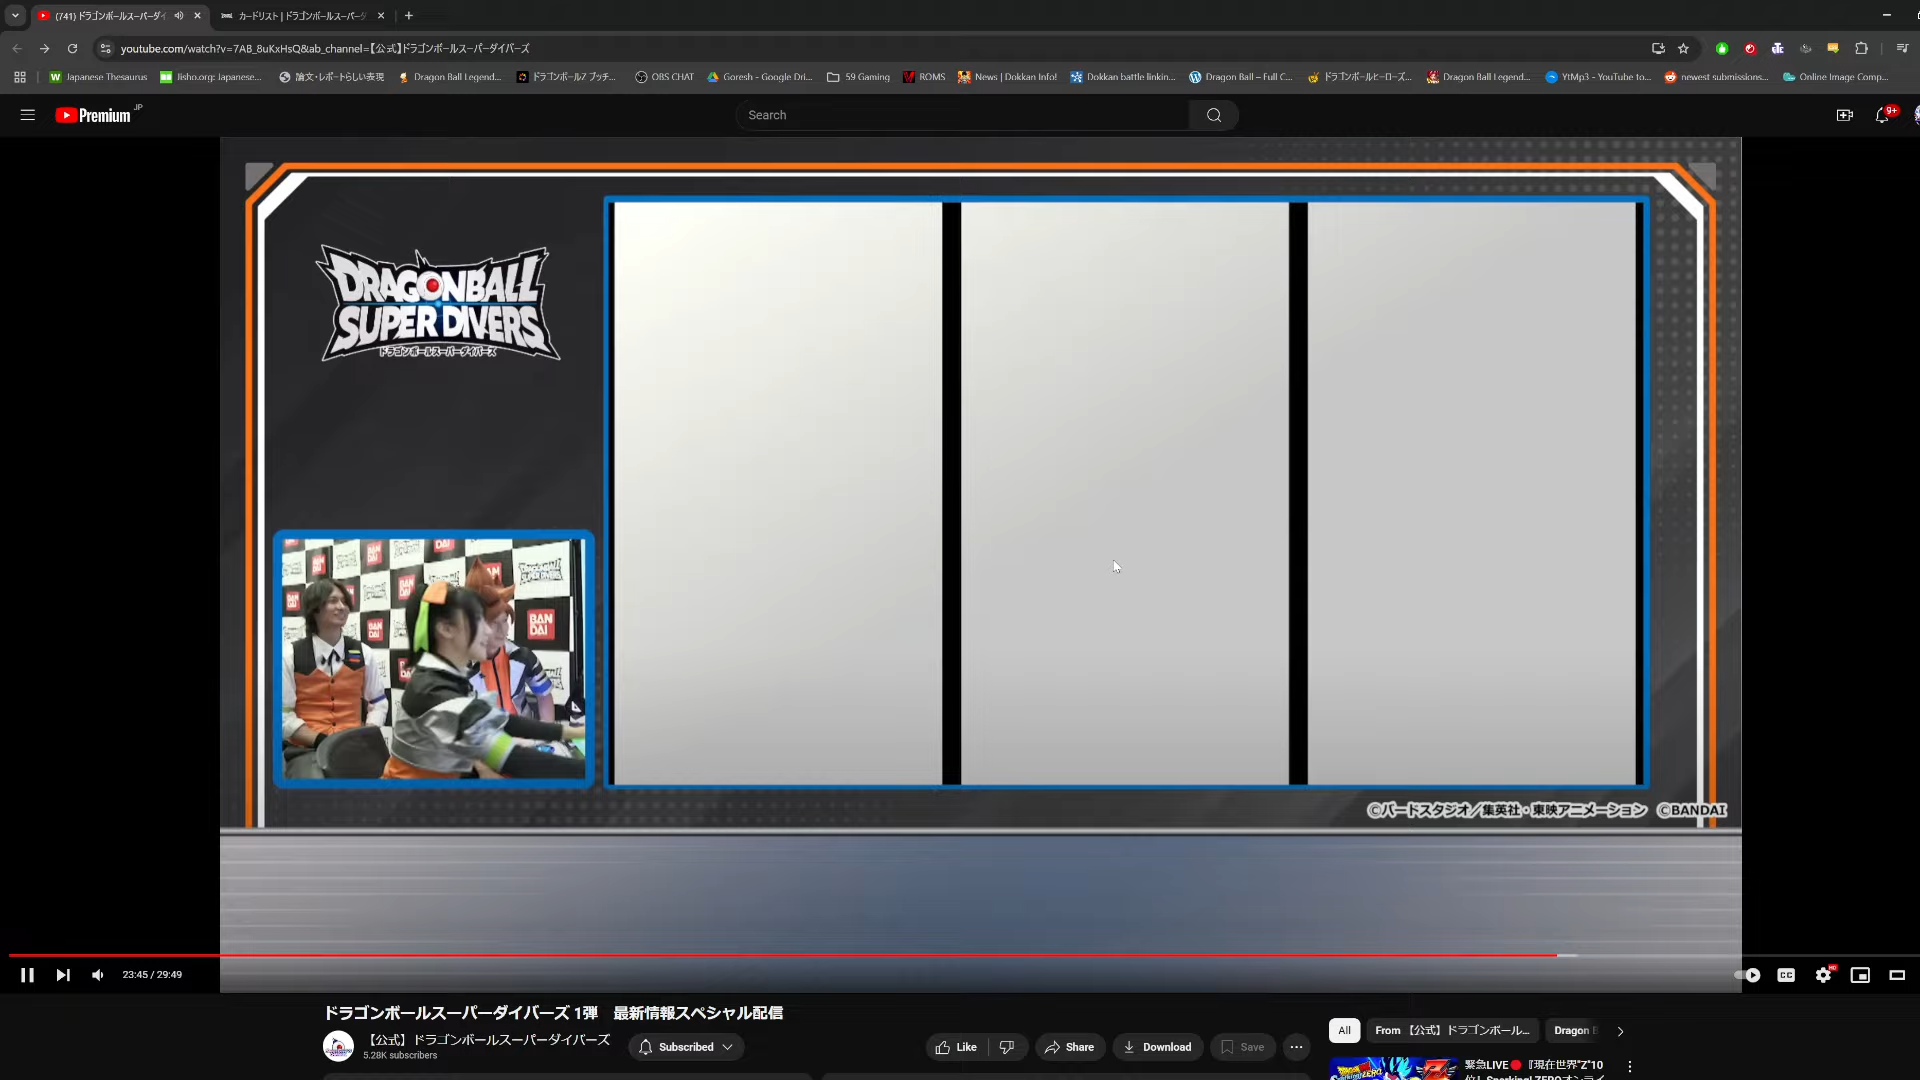 (741) ドラゴンボールスーパーダイ
カードリスト | ドラゴンボールスーパーダ
youtube.com/watch?v=7AB_8uKxHsQ&ab_channel=【公式】ドラゴンボールスーパーダイバーズ
Japanese Thesaurus
Jisho.org: Japanese...
論文・レポートらしい表現
Dragon Ball Legend...
ドラゴンボールZ ブッチ...
OBS CHAT
Goresh - Google Dri...
59 Gaming
ROMS
News | Dokkan Info!
Dokkan battle linkin...
Dragon Ball – Full C...
ドラゴンボールヒーローズ...
Dragon Ball Legend...
YtMp3 - YouTube to...
newest submissions...
Online Image Comp...
Premium JP
Search
9+
DRAGONBALL
SUPER DIVERS
ドラゴンボールスーパーダイバーズ
BAN
DAI
©バードスタジオ／集英社・東映アニメーション ©BANDAI
23:45 / 29:49
CC
HD
ドラゴンボールスーパーダイバーズ 1弾　最新情報スペシャル配信
【公式】ドラゴンボールスーパーダイバーズ
5.28K subscribers
Subscribed
Like
Share
Download
Save
All
From 【公式】ドラゴンボール...
Dragon B
緊急LIVE🔴『現在世界"Z"10